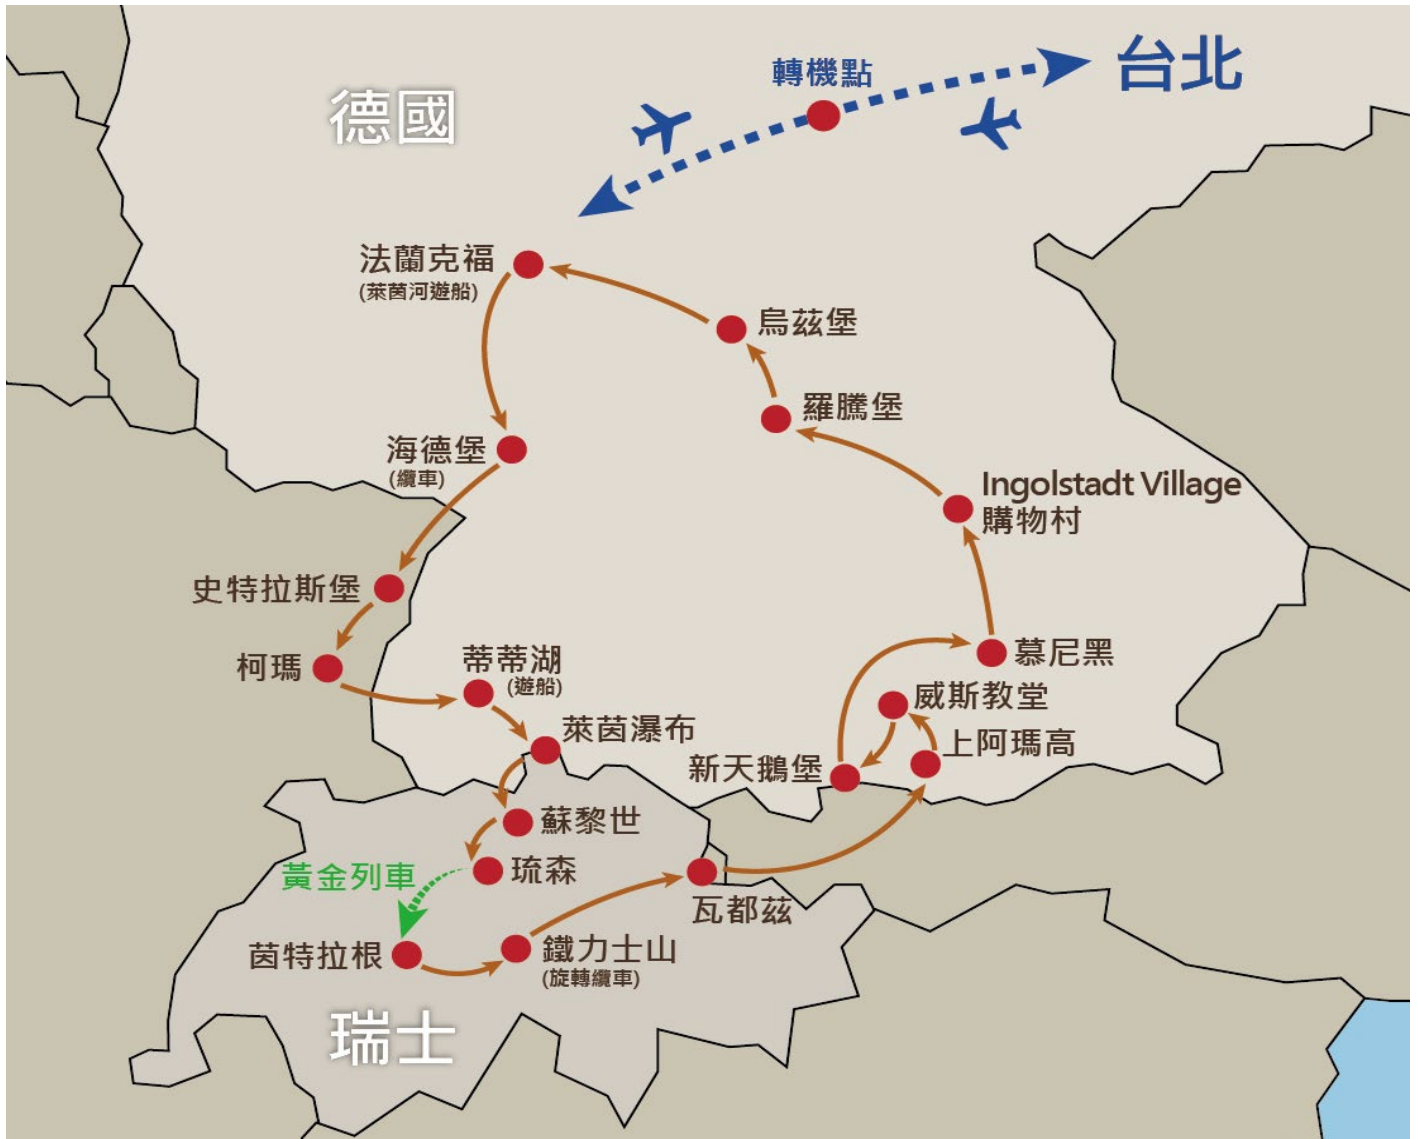 台北
轉機點
德國
法蘭克福
(萊茵河遊船)
烏茲堡
羅騰堡
海德堡
(纜車)
Ingolstadt Village
購物村
史特拉斯堡
柯瑪
蒂蒂湖
(遊船)
慕尼黑
威斯教堂
萊茵瀑布
上阿瑪高
新天鵝堡
蘇黎世
琉森
黃金列車
瓦都茲
茵特拉根
鐵力士山
(旋轉纜車)
瑞士